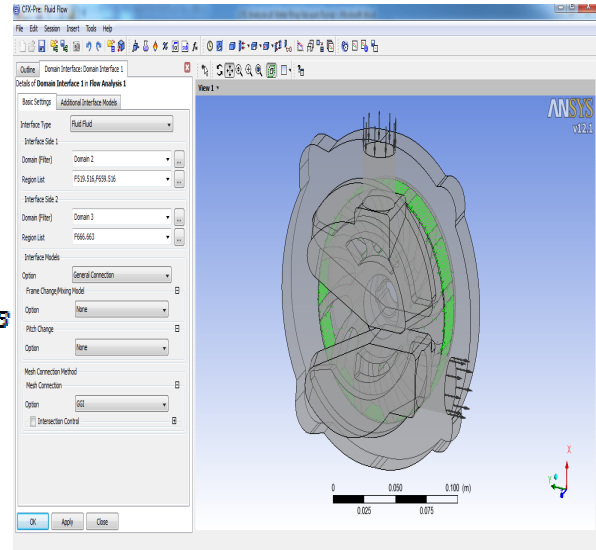 CFX-Pre: Fluid Flow
File Edit Session Insert Tools Help
Outline Domain Interface: Domain Interface 1
Details of Domain Interface 1 in Flow Analysis 1
Basic Settings Additional Interface Models
Interface Type Fluid Fluid
Interface Side 1
Domain (Filter) Domain 2
Region List F519.516,F659.516
Interface Side 2
Domain (Filter) Domain 3
Region List F666.663
Interface Models
Option General Connection
Frame Change/Mixing Model
Option None
Pitch Change
Option None
Mesh Connection Method
Mesh Connection
Option GGI
Intersection Control
OK Apply Close
View 1
ANSYS
v12.1
0 0.050 0.100 (m)
0.025 0.075
X
Y